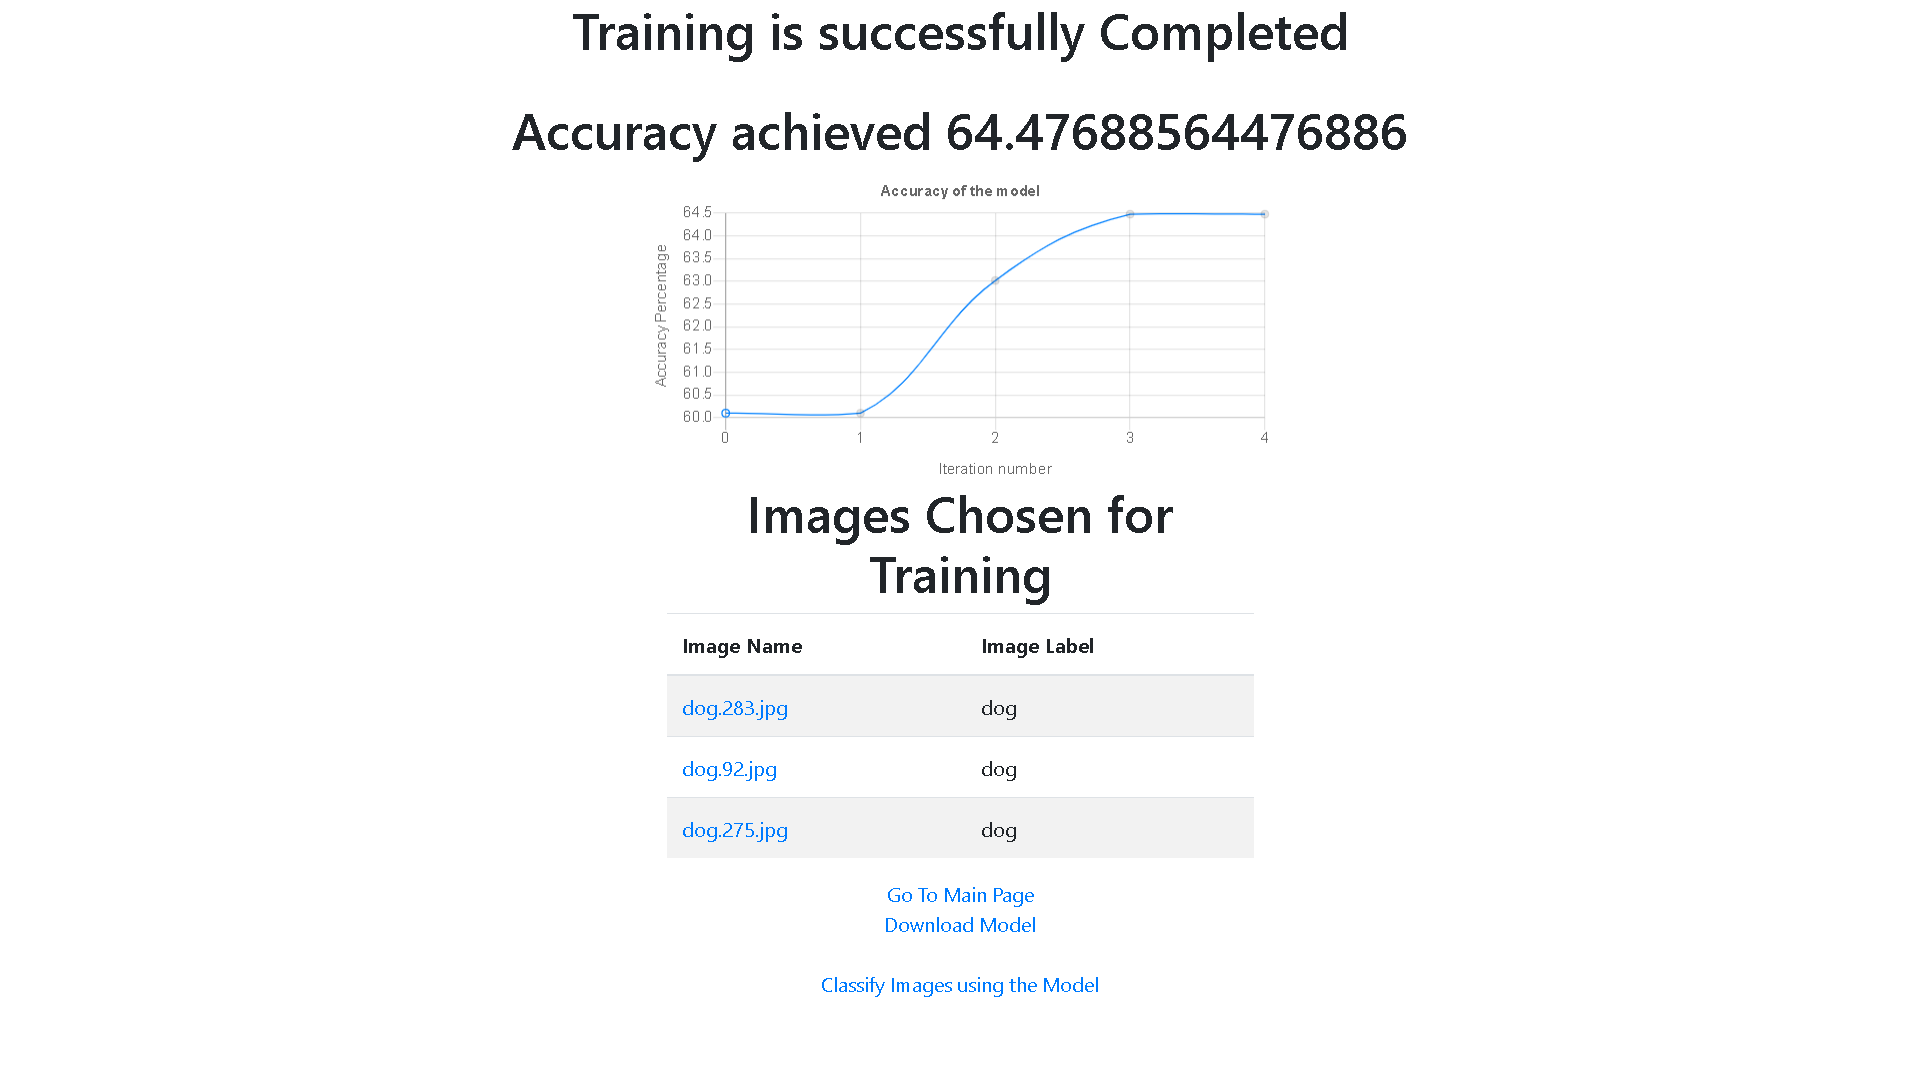 Training is successfully Completed
Accuracy achieved 64.47688564476886
Accuracy of the model
Accuracy Percentage
64.5
64.0
63.5
63.0
62.5
62.0
61.5
61.0
60.5
60.0
0 1 2 3 4
Iteration number
Images Chosen for
Training
Image Name Image Label
dog.283.jpg dog
dog.92.jpg dog
dog.275.jpg dog
Go To Main Page
Download Model
Classify Images using the Model